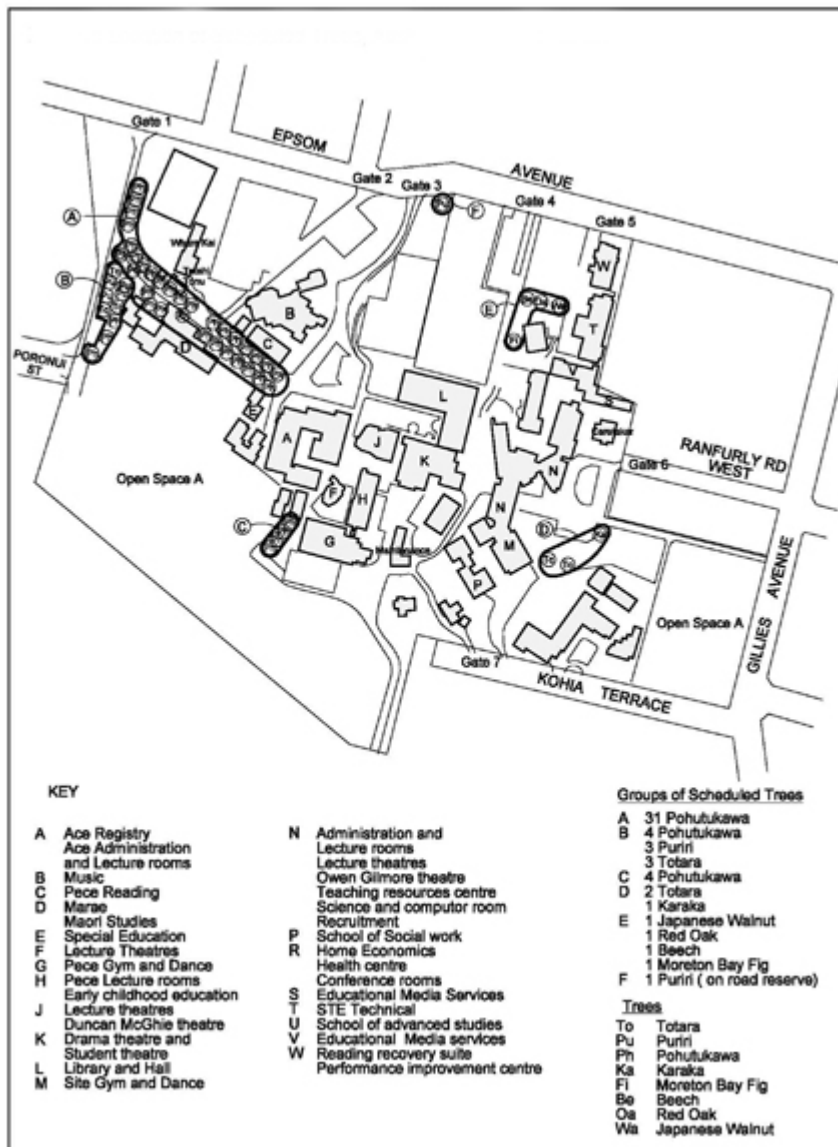 Gate 1
EPSOM
AVENUE
Gate 2
Gate 3
Gate 4
Gate 5
A
F
Whare Kai
W
B
E
B
T
C
PORONUI
ST
D
V
L
S
A
J
K
N
RANFURLY RD
WEST
Gate 6
Open Space A
F
H
N
C
D
G
Maintenance
M
P
GILLIES AVENUE
Open Space A
Gate 7
KOHIA TERRACE
KEY
A Ace Registry
Ace Administration
and Lecture rooms
B Music
C Pece Reading
D Marae
Maori Studies
E Special Education
F Lecture Theatres
G Pece Gym and Dance
H Pece Lecture rooms
Early childhood education
J Lecture theatres
Duncan McGhie theatre
K Drama theatre and
Student theatre
L Library and Hall
M Site Gym and Dance
N Administration and
Lecture rooms
Lecture theatres
Owen Gilmore theatre
Teaching resources centre
Science and computor room
Recruitment
P School of Social work
R Home Economics
Health centre
Conference rooms
S Educational Media Services
T STE Technical
U School of advanced studies
V Educational Media services
W Reading recovery suite
Performance improvement centre
Groups of Scheduled Trees
A 31 Pohutukawa
B 4 Pohutukawa
3 Puriri
3 Totara
C 4 Pohutukawa
D 2 Totara
1 Karaka
E 1 Japanese Walnut
1 Red Oak
1 Beech
1 Moreton Bay Fig
F 1 Puriri ( on road reserve)
Trees
To Totara
Pu Puriri
Ph Pohutukawa
Ka Karaka
Fi Moreton Bay Fig
Be Beech
Oa Red Oak
Wa Japanese Walnut